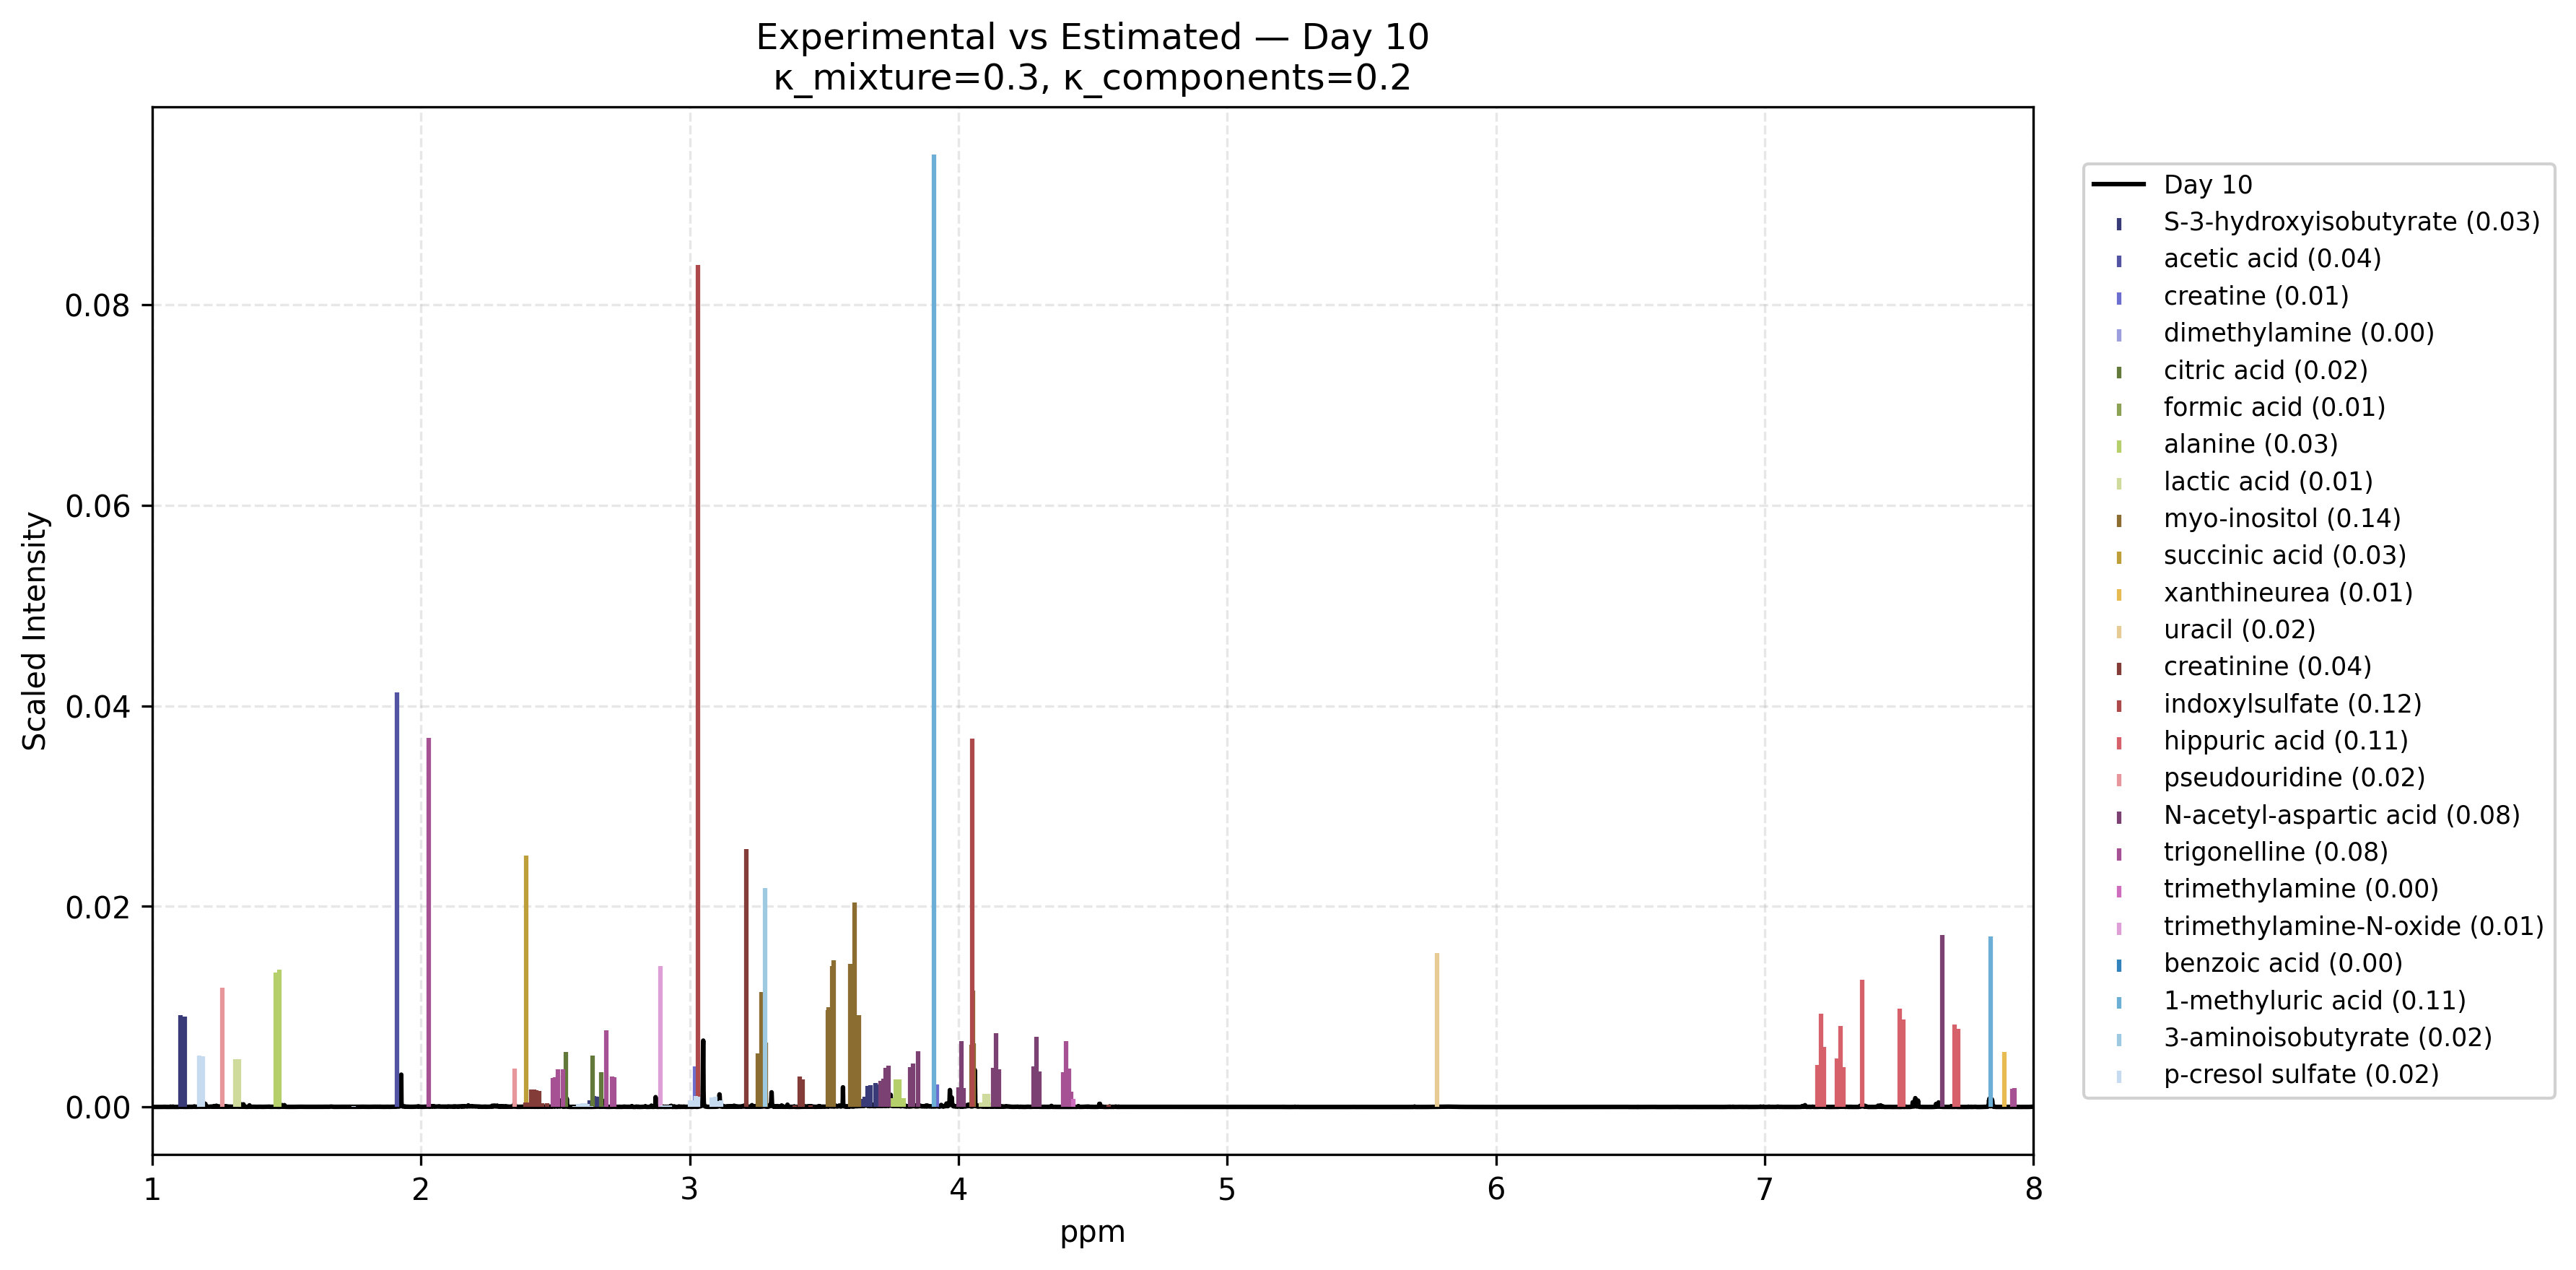 Experimental vs Estimated — Day 10
κ_mixture=0.3, κ_components=0.2
Scaled Intensity
0.08
0.06
0.04
0.02
0.00
1
2
3
4
5
6
7
8
ppm
Day 10
S-3-hydroxyisobutyrate (0.03)
acetic acid (0.04)
creatine (0.01)
dimethylamine (0.00)
citric acid (0.02)
formic acid (0.01)
alanine (0.03)
lactic acid (0.01)
myo-inositol (0.14)
succinic acid (0.03)
xanthineurea (0.01)
uracil (0.02)
creatinine (0.04)
indoxylsulfate (0.12)
hippuric acid (0.11)
pseudouridine (0.02)
N-acetyl-aspartic acid (0.08)
trigonelline (0.08)
trimethylamine (0.00)
trimethylamine-N-oxide (0.01)
benzoic acid (0.00)
1-methyluric acid (0.11)
3-aminoisobutyrate (0.02)
p-cresol sulfate (0.02)